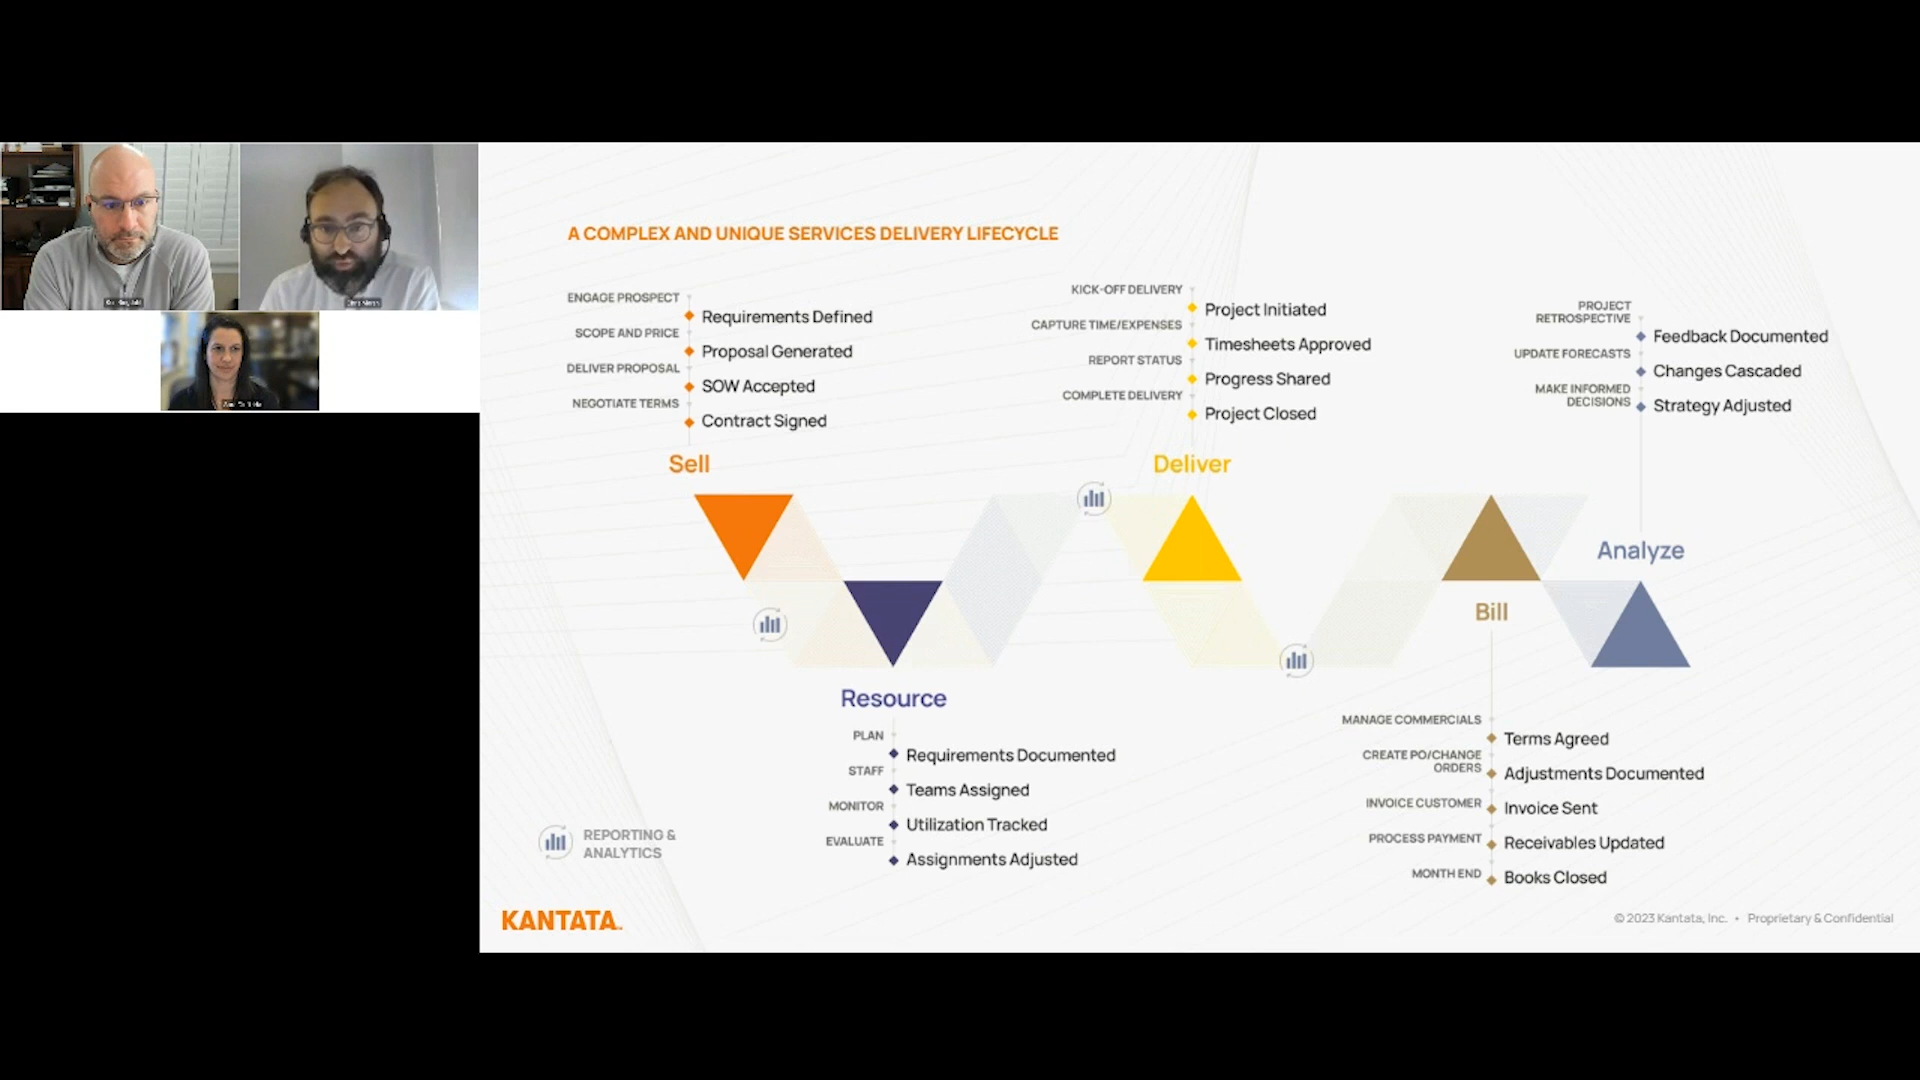 A COMPLEX AND UNIQUE SERVICES DELIVERY LIFECYCLE
ENGAGE PROSPECT
Requirements Defined
SCOPE AND PRICE
Proposal Generated
DELIVER PROPOSAL
SOW Accepted
NEGOTIATE TERMS
Contract Signed
Sell
KICK-OFF DELIVERY
Project Initiated
CAPTURE TIME/EXPENSES
Timesheets Approved
REPORT STATUS
Progress Shared
COMPLETE DELIVERY
Project Closed
Deliver
PROJECT
RETROSPECTIVE
Feedback Documented
UPDATE FORECASTS
Changes Cascaded
MAKE INFORMED
DECISIONS
Strategy Adjusted
Analyze
Resource
PLAN
Requirements Documented
STAFF
Teams Assigned
MONITOR
Utilization Tracked
EVALUATE
Assignments Adjusted
Bill
MANAGE COMMERCIALS
Terms Agreed
CREATE PO/CHANGE
ORDERS
Adjustments Documented
INVOICE CUSTOMER
Invoice Sent
PROCESS PAYMENT
Receivables Updated
MONTH END
Books Closed
REPORTING &
ANALYTICS
KANTATA
© 2023 Kantata, Inc. • Proprietary & Confidential